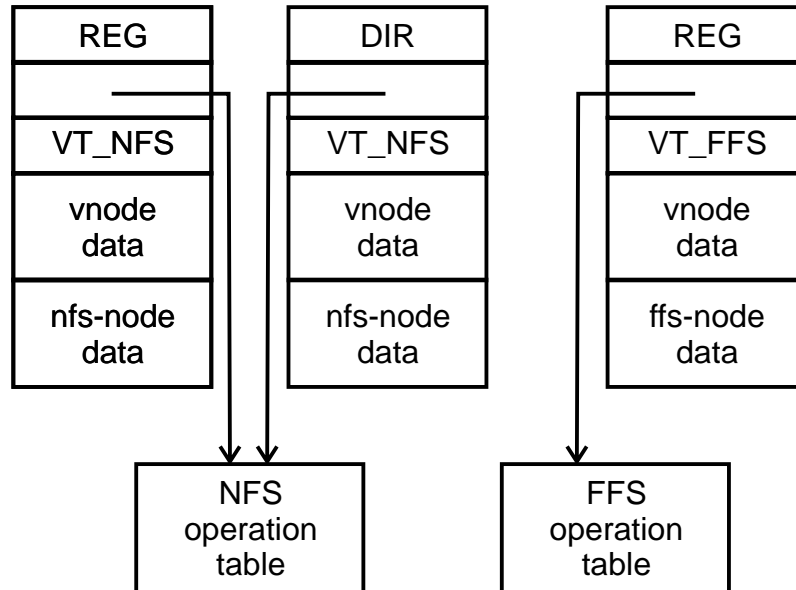 REG
VT_NFS
vnode
data
nfs-node
data
DIR
VT_NFS
vnode
data
nfs-node
data
REG
VT_FFS
vnode
data
ffs-node
data
NFS
operation
table
FFS
operation
table